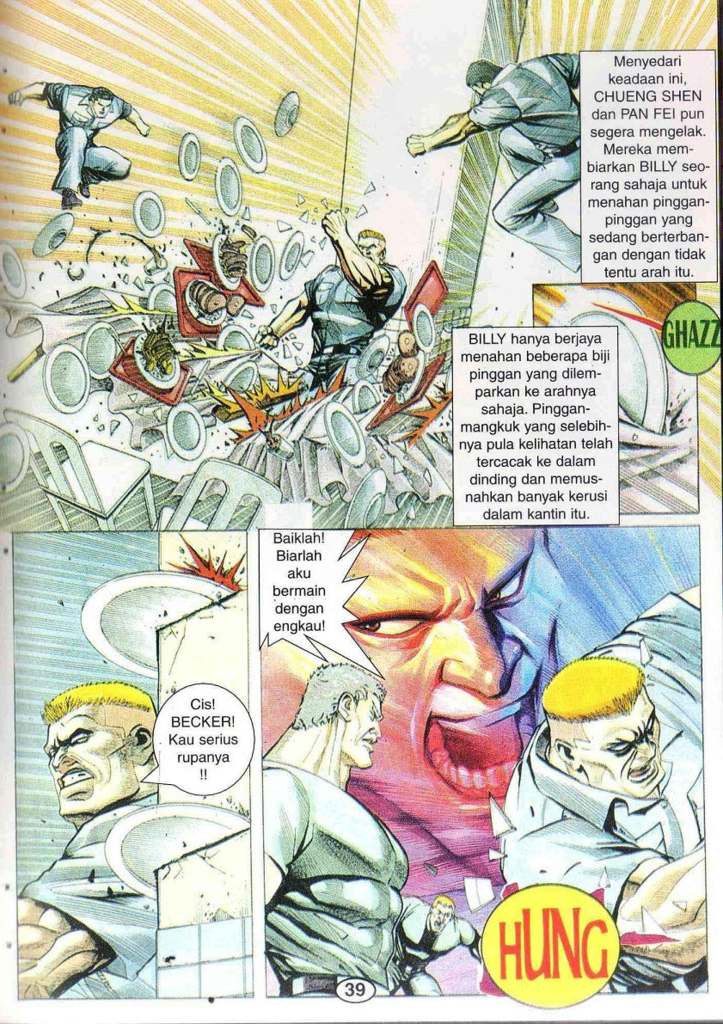 Menyedari
keadaan ini,
CHUENG SHEN
dan PAN FEI pun
segera mengelak.
Mereka mem-
biarkan BILLY seo-
rang sahaja untuk
menahan pinggan-
pinggan yang
sedang berterban-
gan dengan tidak
tentu arah itu.
GHAZZ
BILLY hanya berjaya
menahan beberapa biji
pinggan yang dilem-
parkan ke arahnya
sahaja. Pinggan-
mangkuk yang selebih-
nya pula kelihatan telah
tercacak ke dalam
dinding dan memus-
nahkan banyak kerusi
dalam kantin itu.
Cis!
BECKER!
Kau serius
rupanya
!!
Baiklah!
Biarlah
aku
bermain
dengan
engkau!
HUNG
39